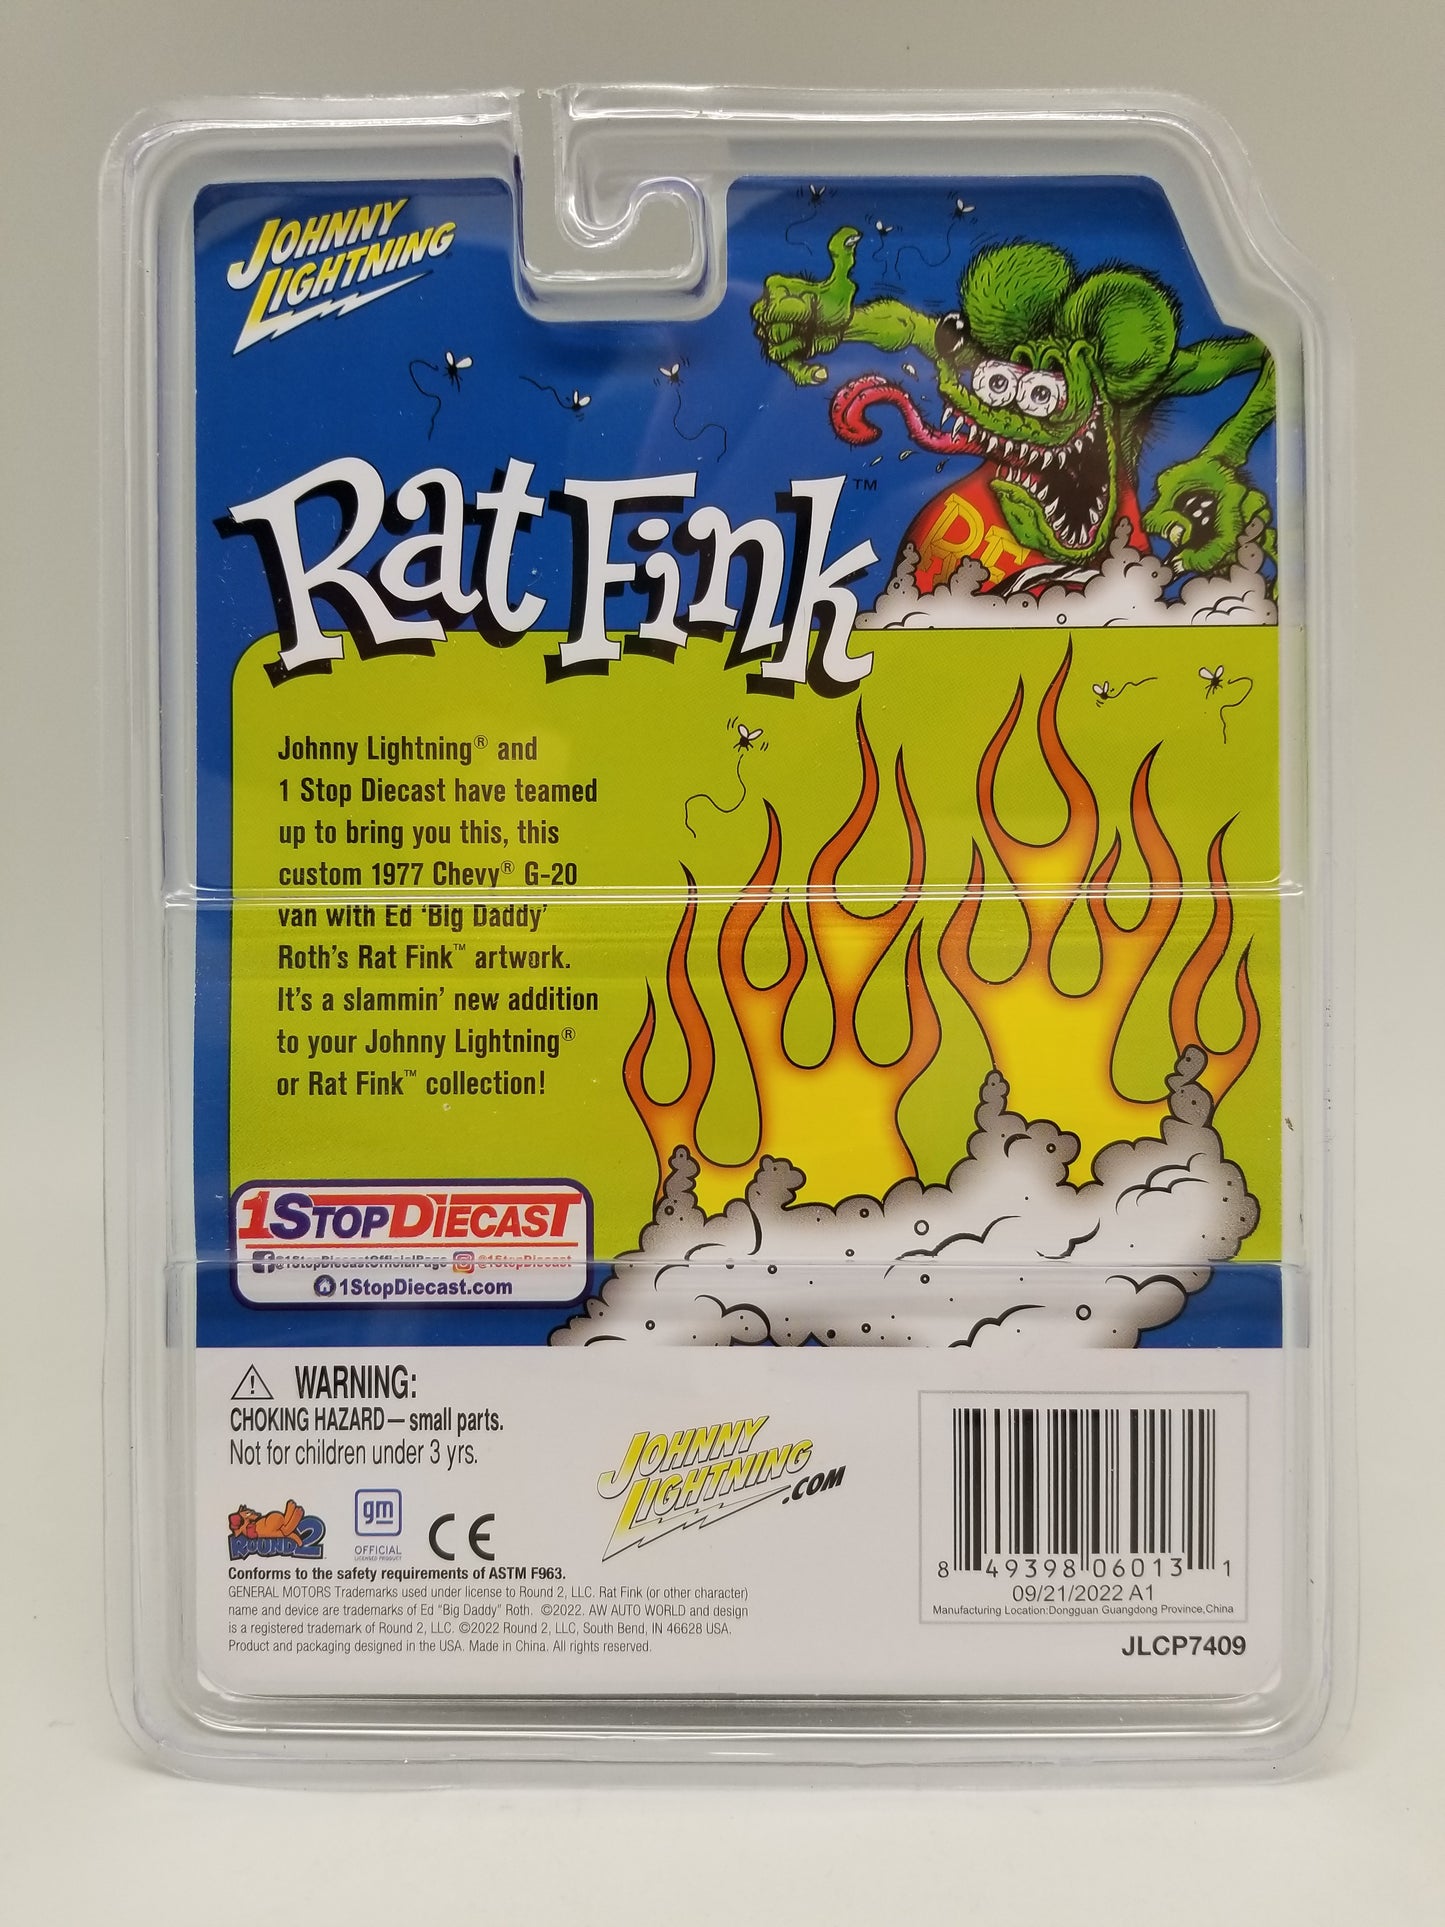 JOHNNY
LIGHTNING
Rat Fink™
RF
Johnny Lightning® and
1 Stop Diecast have teamed
up to bring you this, this
custom 1977 Chevy® G-20
van with Ed ‘Big Daddy’
Roth’s Rat Fink™ artwork.
It’s a slammin’ new addition
to your Johnny Lightning®
or Rat Fink™ collection!
1STOPDIECAST
@1StopDiecastOfficialPage @1StopDiecast
1StopDiecast.com
WARNING:
CHOKING HAZARD — small parts.
Not for children under 3 yrs.
ROUND 2
gm
OFFICIAL
LICENSED PRODUCT
CE
JOHNNY
LIGHTNING
.COM
Conforms to the safety requirements of ASTM F963.
GENERAL MOTORS Trademarks used under license to Round 2, LLC. Rat Fink (or other character)
name and device are trademarks of Ed “Big Daddy” Roth. ©2022. AW AUTO WORLD and design
is a registered trademark of Round 2, LLC. ©2022 Round 2, LLC, South Bend, IN 46628 USA.
Product and packaging designed in the USA. Made in China. All rights reserved.
8 49398 06013 1
09/21/2022 A1
Manufacturing Location:Dongguan Guangdong Province,China
JLCP7409